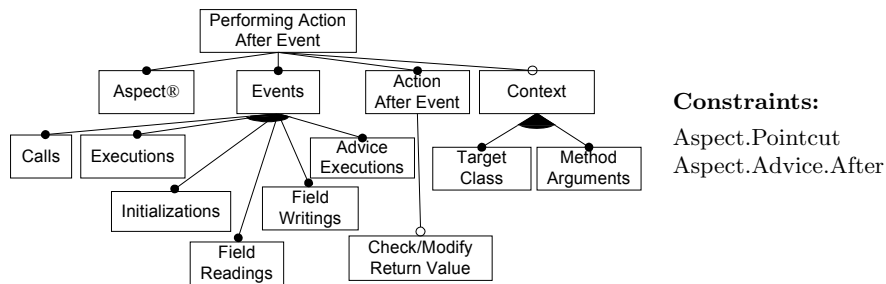 Performing Action
After Event
Aspect®
Events
Action
After Event
Context
Calls
Executions
Advice
Executions
Target
Class
Method
Arguments
Initializations
Field
Writings
Field
Readings
Check/Modify
Return Value
Constraints:
Aspect.Pointcut
Aspect.Advice.After